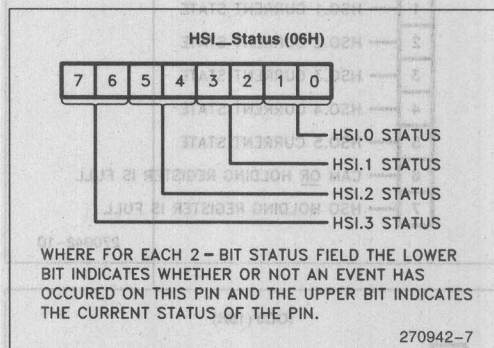 HSI_Status (06H)
7 6 5 4 3 2 1 0
HSI.0 STATUS
HSI.1 STATUS
HSI.2 STATUS
HSI.3 STATUS
WHERE FOR EACH 2 – BIT STATUS FIELD THE LOWER
BIT INDICATES WHETHER OR NOT AN EVENT HAS
OCCURED ON THIS PIN AND THE UPPER BIT INDICATES
THE CURRENT STATUS OF THE PIN.
270942–7